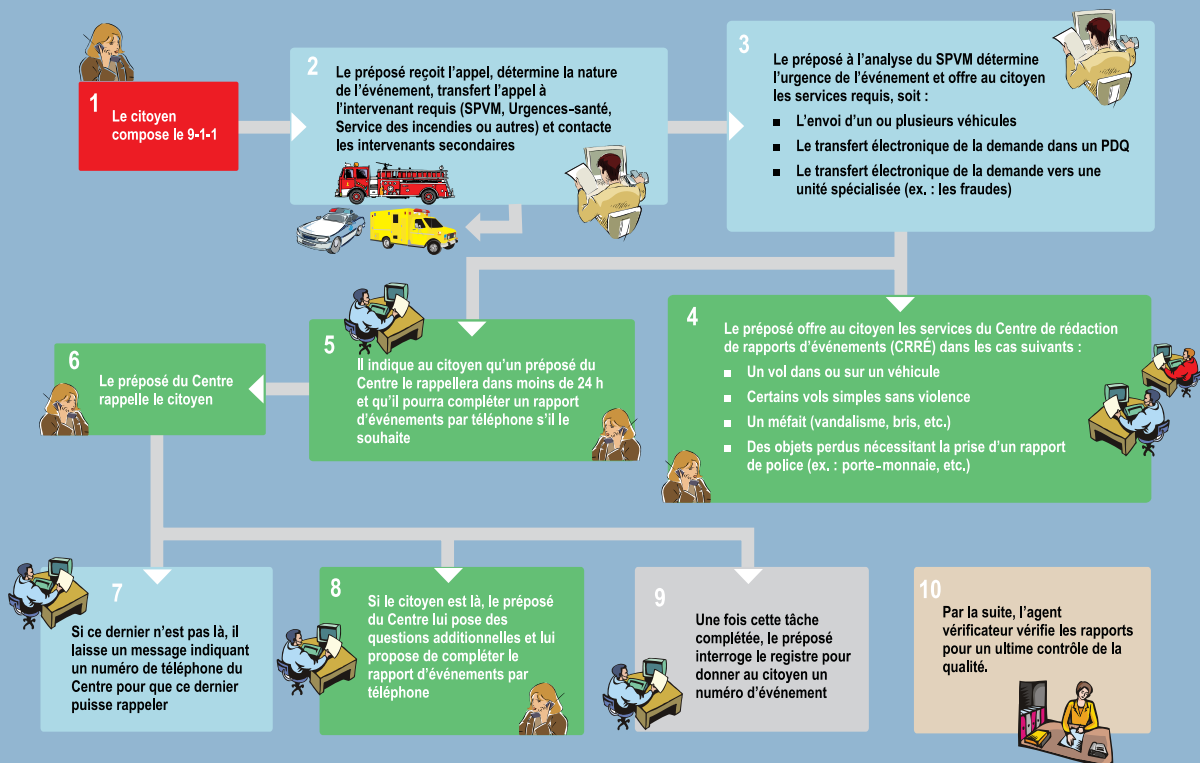 1
Le citoyen
compose le 9-1-1
2
Le préposé reçoit l'appel, détermine la nature
de l'événement, transfert l'appel à
l'intervenant requis (SPVM, Urgences-santé,
Service des incendies ou autres) et contacte
les intervenants secondaires
3
Le préposé à l'analyse du SPVM détermine
l'urgence de l'événement et offre au citoyen
les services requis, soit :
■ L'envoi d'un ou plusieurs véhicules
■ Le transfert électronique de la demande dans un PDQ
■ Le transfert électronique de la demande vers une
unité spécialisée (ex. : les fraudes)
4
Le préposé offre au citoyen les services du Centre de rédaction
de rapports d'événements (CRRÉ) dans les cas suivants :
■ Un vol dans ou sur un véhicule
■ Certains vols simples sans violence
■ Un méfait (vandalisme, bris, etc.)
■ Des objets perdus nécessitant la prise d'un rapport
de police (ex. : porte-monnaie, etc.)
5
Il indique au citoyen qu'un préposé du
Centre le rappellera dans moins de 24 h
et qu'il pourra compléter un rapport
d'événements par téléphone s'il le
souhaite
6
Le préposé du Centre
rappelle le citoyen
7
Si ce dernier n'est pas là, il
laisse un message indiquant
un numéro de téléphone du
Centre pour que ce dernier
puisse rappeler
8
Si le citoyen est là, le préposé
du Centre lui pose des
questions additionnelles et lui
propose de compléter le
rapport d'événements par
téléphone
9
Une fois cette tâche
complétée, le préposé
interroge le registre pour
donner au citoyen un
numéro d'événement
10
Par la suite, l'agent
vérificateur vérifie les rapports
pour un ultime contrôle de la
qualité.